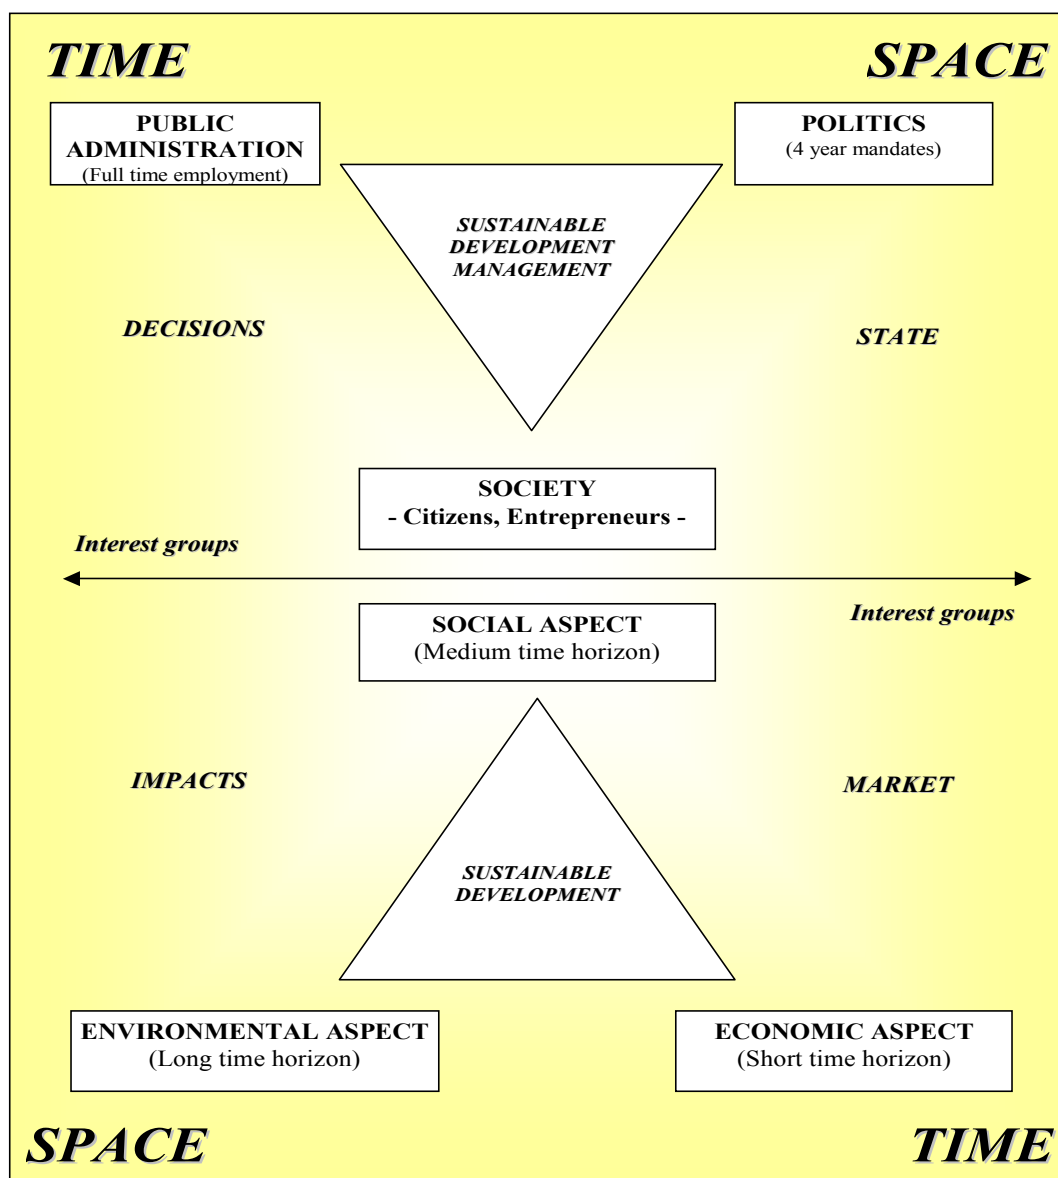 TIME
SPACE
PUBLIC
ADMINISTRATION
(Full time employment)
POLITICS
(4 year mandates)
SUSTAINABLE
DEVELOPMENT
MANAGEMENT
DECISIONS
STATE
SOCIETY
- Citizens, Entrepreneurs -
Interest groups
Interest groups
SOCIAL ASPECT
(Medium time horizon)
IMPACTS
MARKET
SUSTAINABLE
DEVELOPMENT
ENVIRONMENTAL ASPECT
(Long time horizon)
ECONOMIC ASPECT
(Short time horizon)
SPACE
TIME